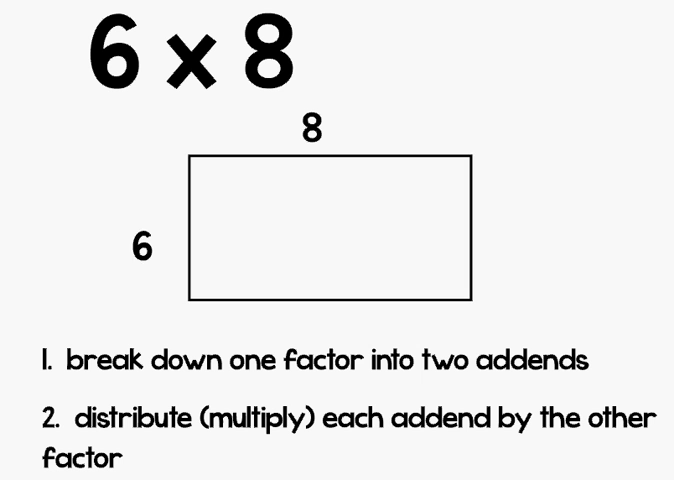 6 x 8
8
6
1. break down one factor into two addends
2. distribute (multiply) each addend by the other
factor